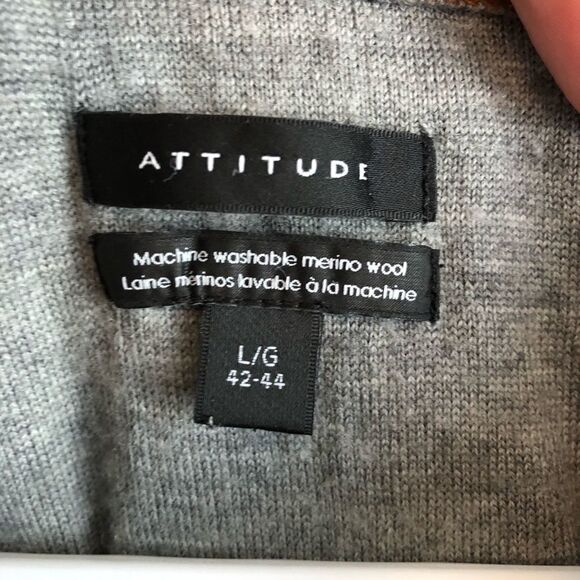 ATTITUDE
Machine washable merino wool
Laine mérinos lavable à la machine
L/G
42-44